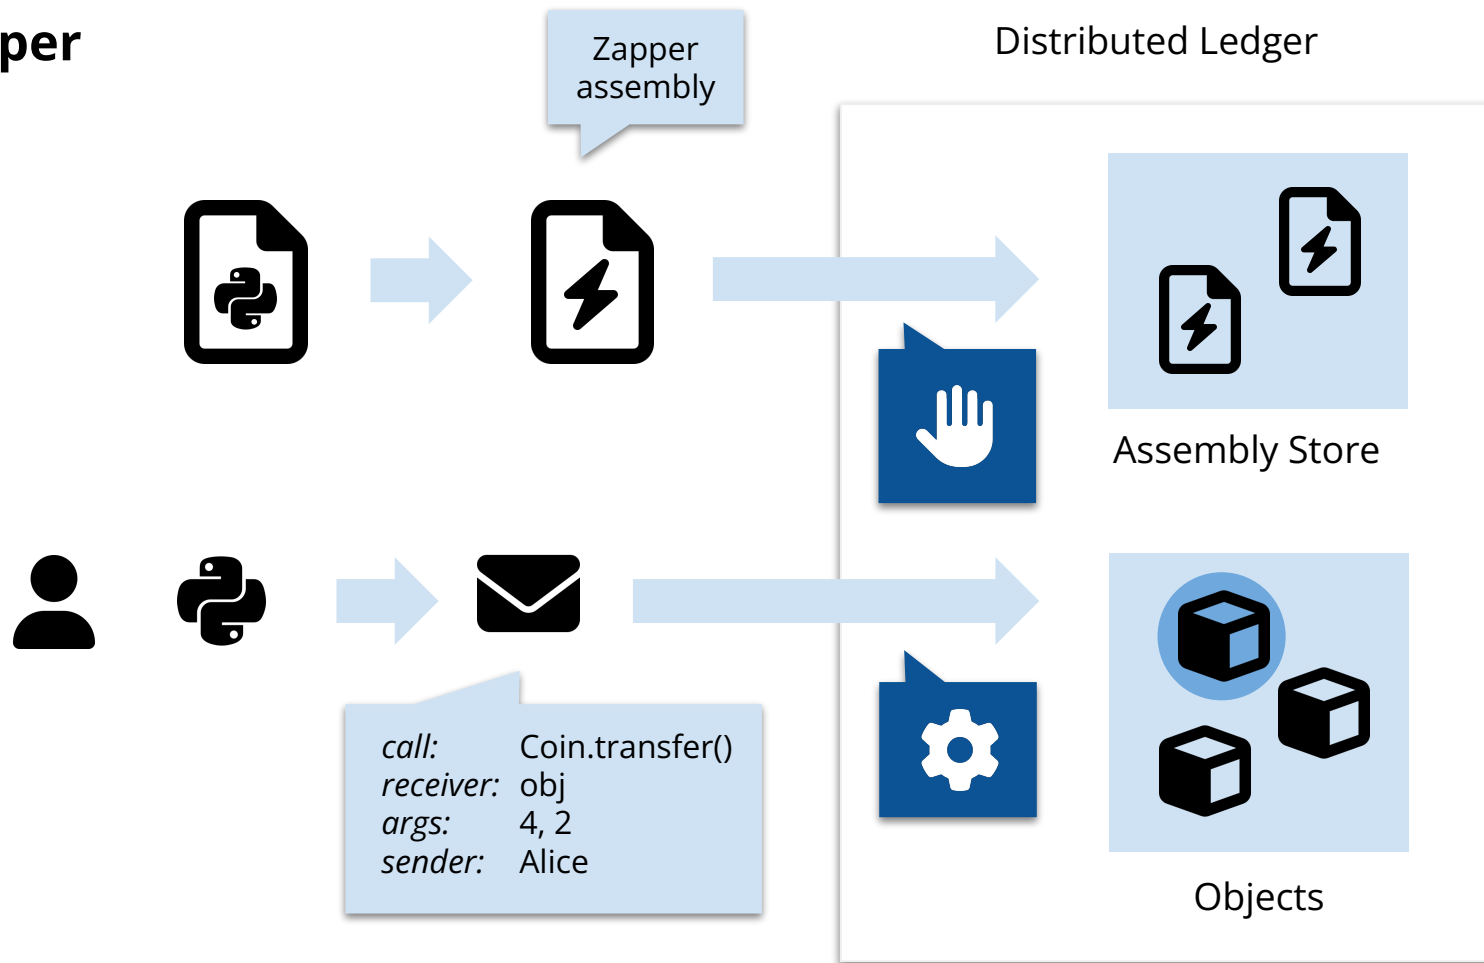 per
Zapper
assembly
Distributed Ledger
Assembly Store
call: Coin.transfer()
receiver: obj
args: 4, 2
sender: Alice
Objects